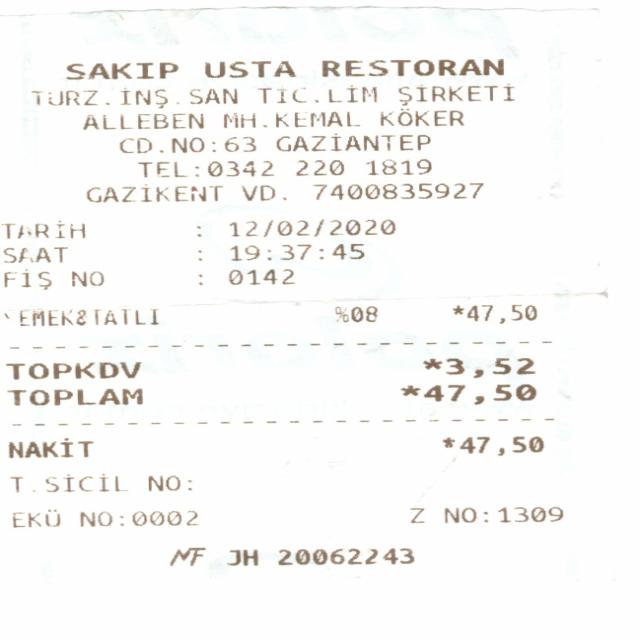 SAKIP USTA RESTORAN
TURZ.İNŞ.SAN TİC.LİM ŞİRKETİ
ALLEBEN MH.KEMAL KÖKER
CD.NO:63 GAZİANTEP
TEL:0342 220 1819
GAZİKENT VD. 7400835927
TARİH : 12/02/2020
SAAT : 19:37:45
FİŞ NO : 0142
YEMEK&TATLI %08 *47,50
TOPKDV *3,52
TOPLAM *47,50
NAKİT *47,50
T.SİCİL NO:
EKÜ NO:0002 Z NO:1309
MF JH 20062243